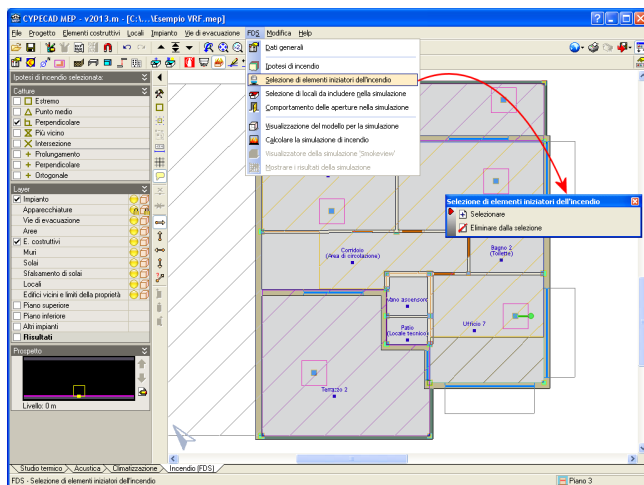 CYPECAD MEP - v2013.m - [C:\...\Esempio VRF.mep]
File Progetto Elementi costruttivi Locali Impianto Vie di evacuazione FDS Modifica Help
Dati generali
Ipotesi di incendio
Selezione di elementi iniziatori dell'incendio
Selezione di locali da includere nella simulazione
Comportamento delle aperture nella simulazione
Visualizzazione del modello per la simulazione
Calcolare la simulazione di incendio
Visualizzatore della simulazione 'Smokeview'
Mostrare i risultati della simulazione
Ipotesi di incendio selezionata:
Catture
Estremo
Punto medio
Perpendicolare
Più vicino
Intersezione
Prolungamento
Perpendicolare
Ortogonale
Layer
Impianto
Apparecchiature
Vie di evacuazione
Aree
E. costruttivi
Muri
Solai
Sfalsamento di solai
Locali
Edifici vicini e limiti della proprietà
Piano superiore
Piano inferiore
Altri impianti
Risultati
Prospetto
Livello: 0 m
Selezione di elementi iniziatori dell'incendio
Selezionare
Eliminare dalla selezione
Corridoio
(Area di circolazione)
Bagno 2
(Toilette)
Vano ascensore
Patio
(Locale tecnico)
Ufficio 7
Terrazzo 2
Studio termico Acustica Climatizzazione Incendio (FDS)
FDS - Selezione di elementi iniziatori dell'incendio
Piano 3